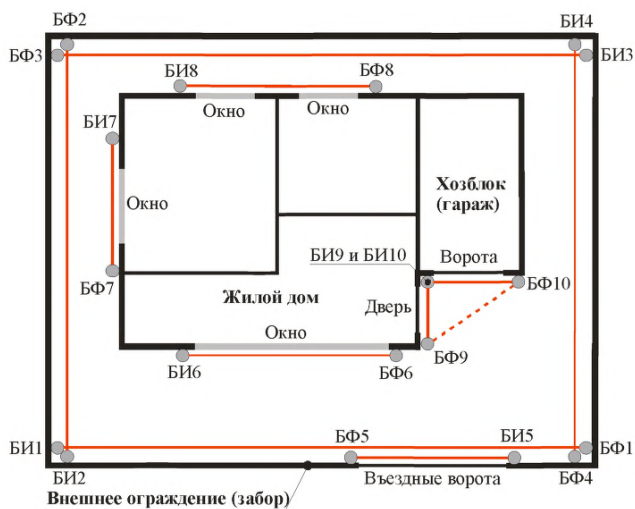 БФ2
БИ4
БФ3
БИ3
БИ8
БФ8
Окно
Окно
БИ7
Хозблок
(гараж)
Окно
БИ9 и БИ10
Ворота
БФ7
Жилой дом
Дверь
БФ10
Окно
БИ6
БФ6
БФ9
БИ1
БФ5
БИ5
БФ1
БИ2
Въездные ворота
БФ4
Внешнее ограждение (забор)